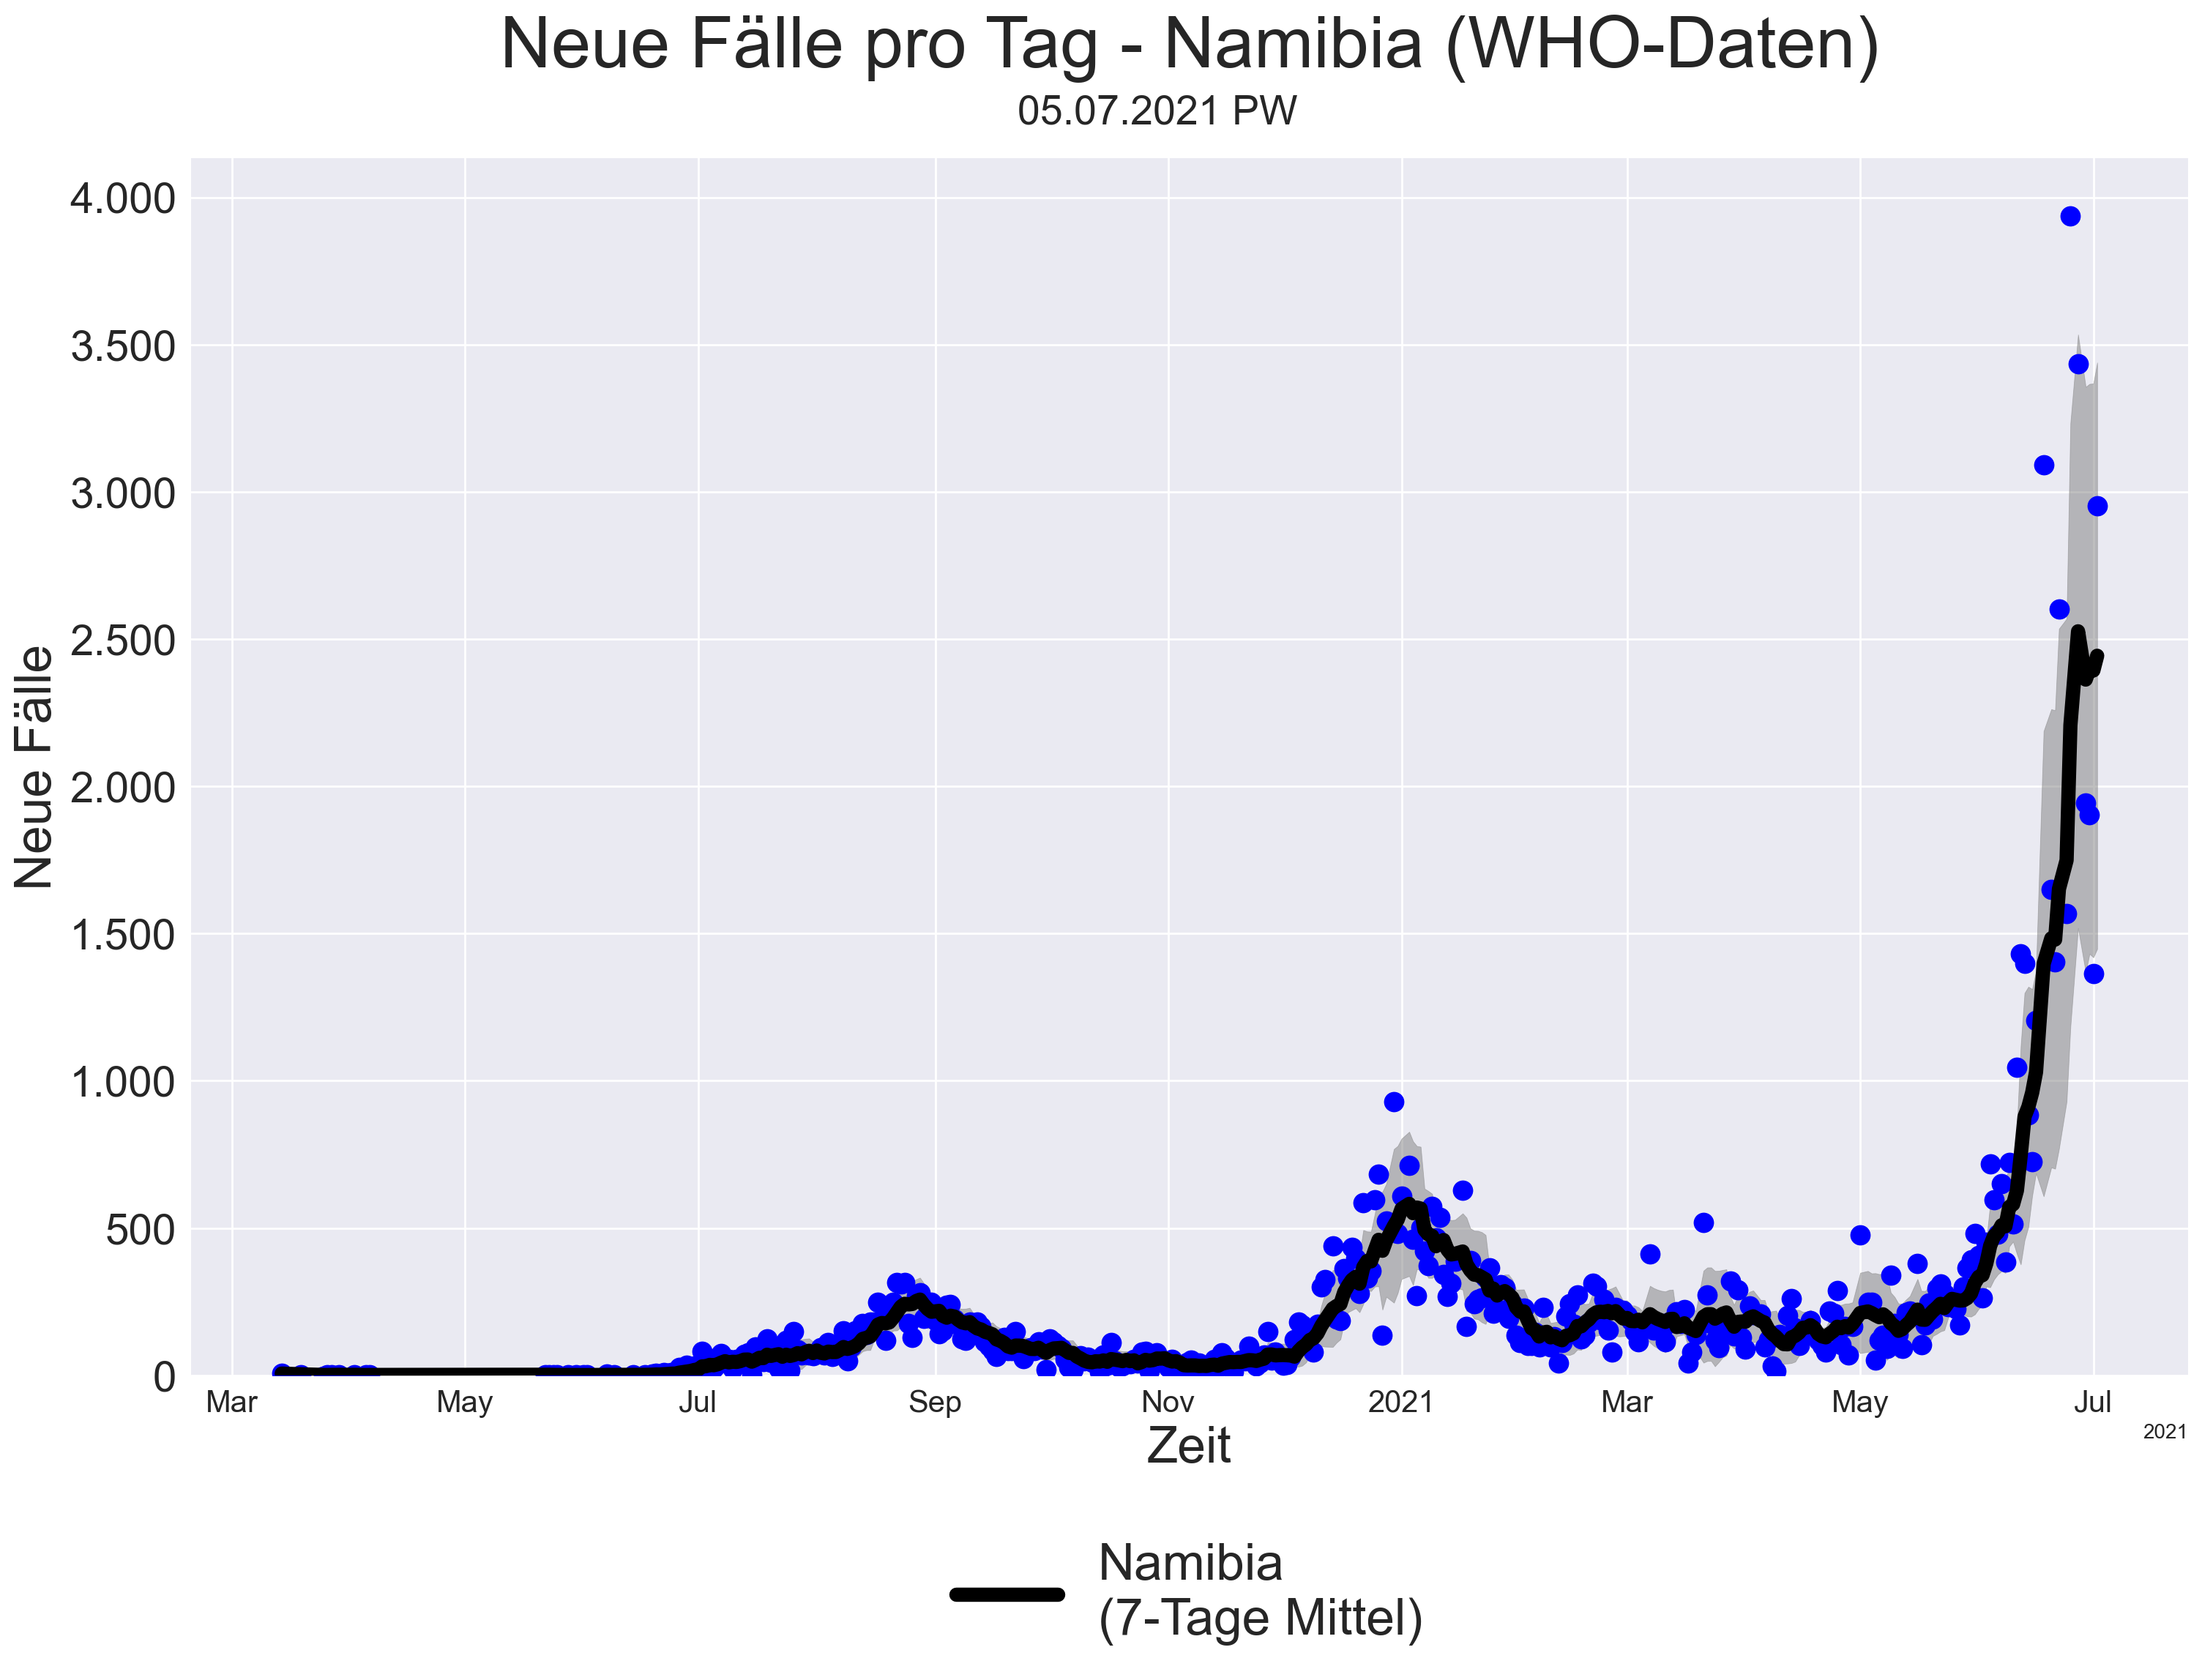 Neue Fälle pro Tag - Namibia (WHO-Daten)
05.07.2021 PW
4.000
3.500
3.000
2.500
2.000
1.500
1.000
500
0
Neue Fälle
Mar May Jul Sep Nov 2021 Mar May Jul
2021
Zeit
Namibia
(7-Tage Mittel)